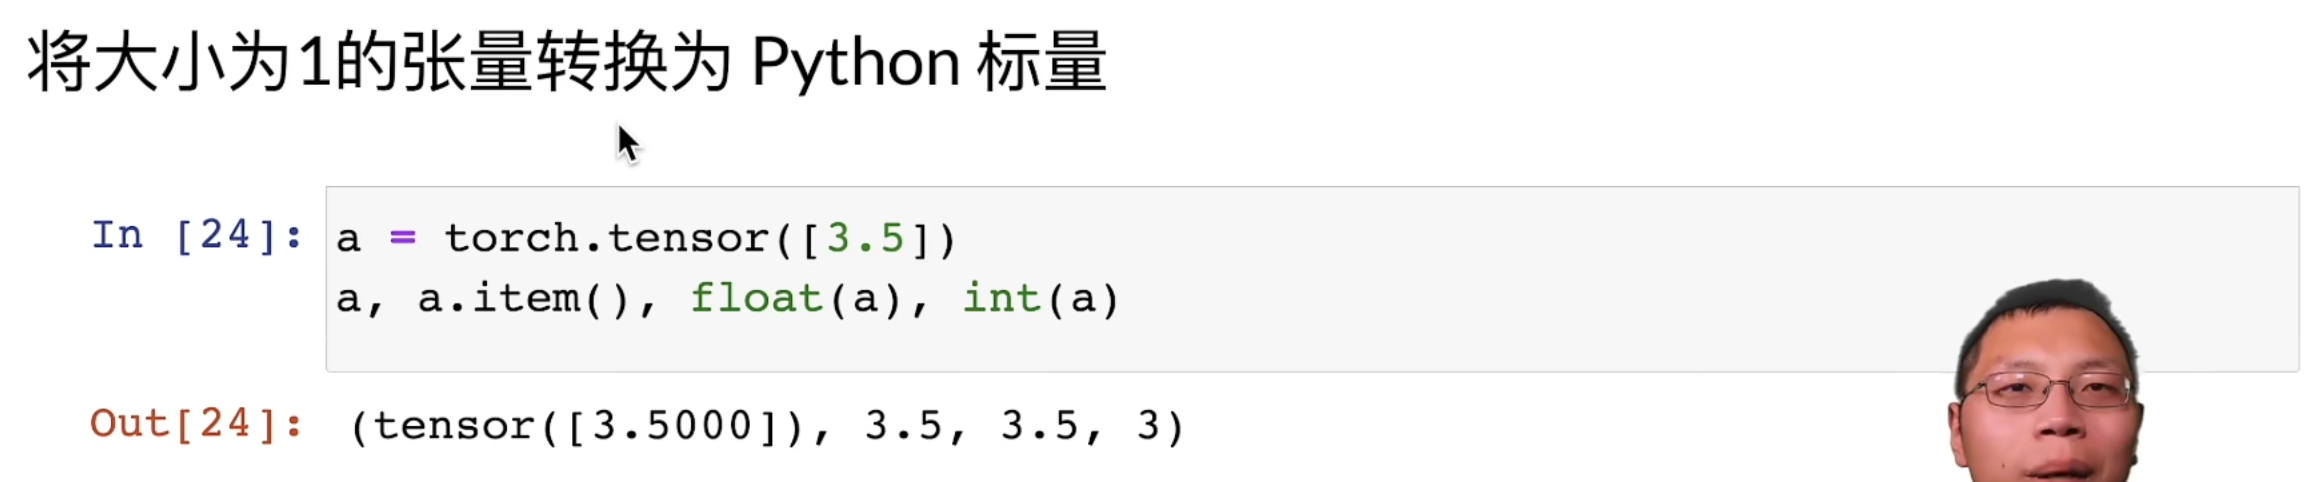 将大小为1的张量转换为 Python 标量
In [24]: a = torch.tensor([3.5])
a, a.item(), float(a), int(a)
Out[24]: (tensor([3.5000]), 3.5, 3.5, 3)